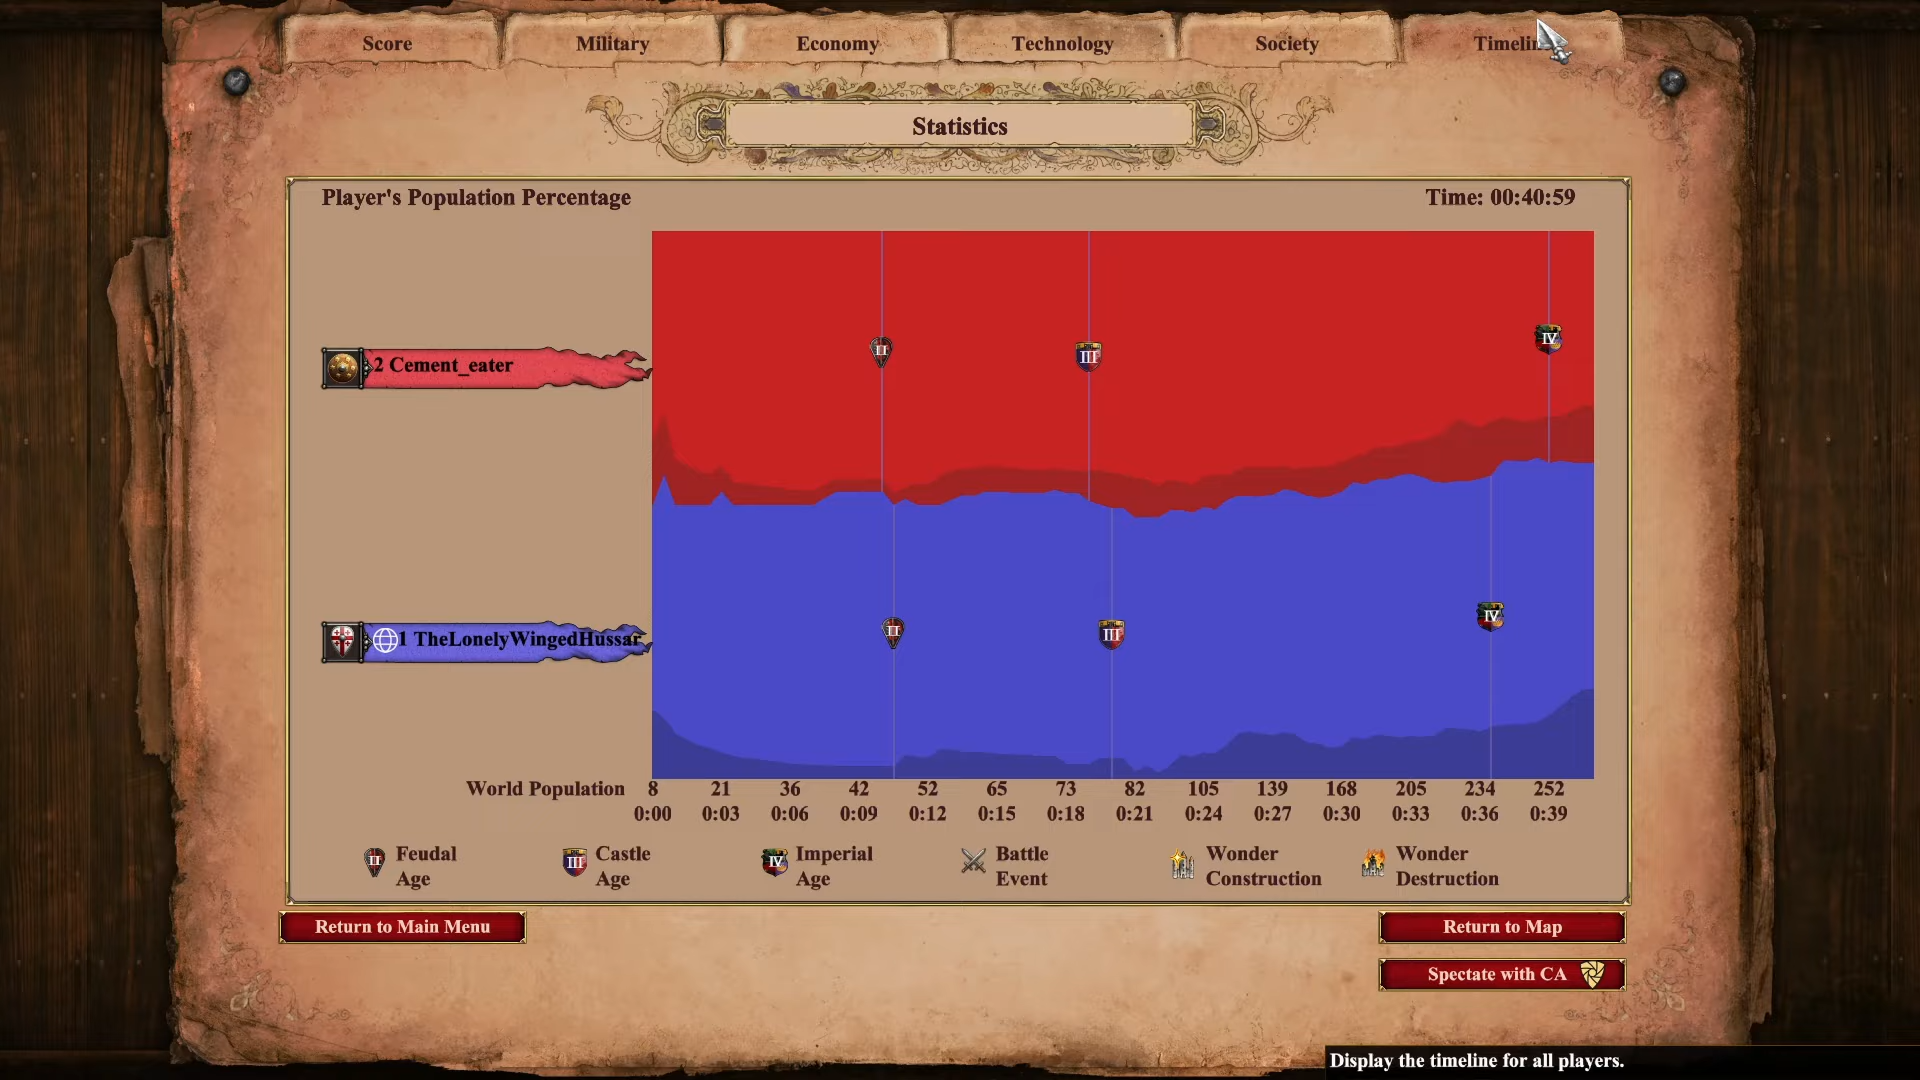 Score Military Economy Technology Society Timelin
Statistics
Player's Population Percentage
Time: 00:40:59
II III IV
2 Cement_eater
II III IV
1 TheLonelyWingedHussar
World Population 8 21 36 42 52 65 73 82 105 139 168 205 234 252
0:00 0:03 0:06 0:09 0:12 0:15 0:18 0:21 0:24 0:27 0:30 0:33 0:36 0:39
II Feudal Age
III Castle Age
IV Imperial Age
Battle Event
Wonder Construction
Wonder Destruction
Return to Main Menu
Return to Map
Spectate with CA
Display the timeline for all players.